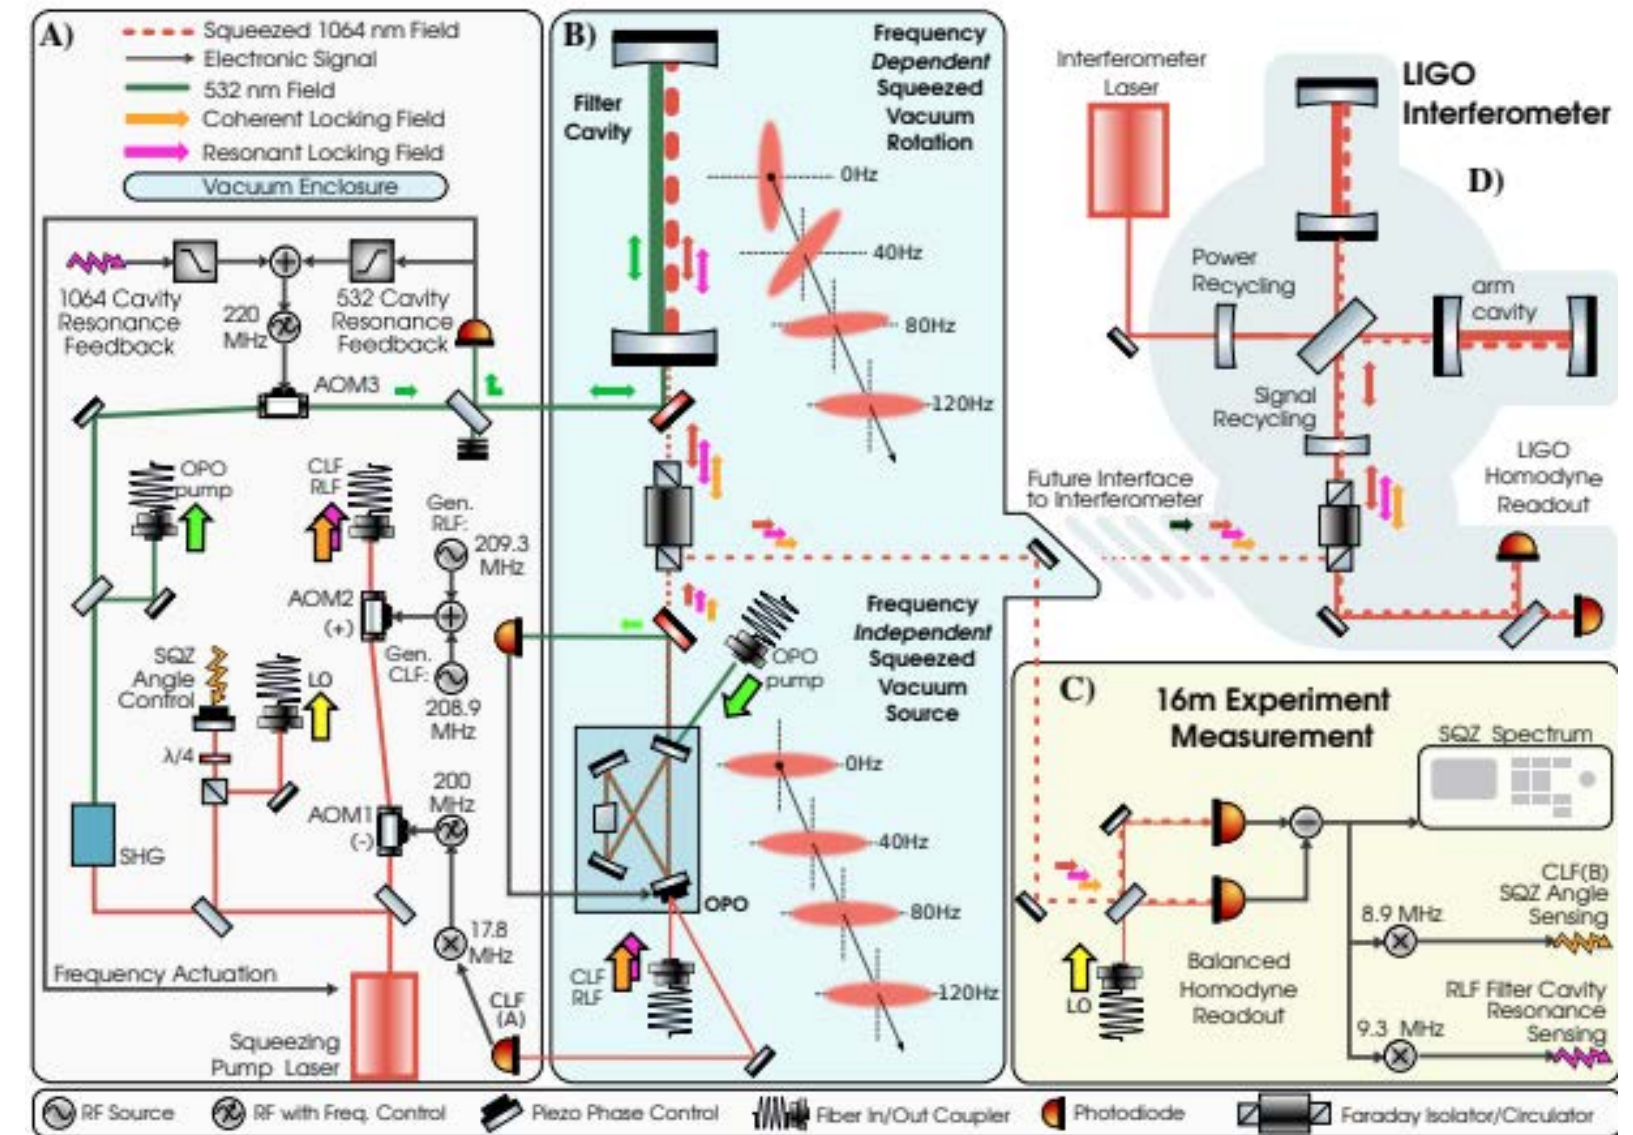 A)
Squeezed 1064 nm Field
Electronic Signal
532 nm Field
Coherent Locking Field
Resonant Locking Field
Vacuum Enclosure
1064 Cavity
Resonance
Feedback
220
MHz
532 Cavity
Resonance
Feedback
AOM3
OPO
pump
CLF
RLF
Gen.
RLF:
209.3
MHz
AOM2
(+)
Gen.
CLF:
208.9
MHz
SQZ
Angle
Control
LO
λ/4
200
MHz
AOM1
(-)
SHG
17.8
MHz
Frequency Actuation
CLF
(A)
Squeezing
Pump Laser
B)
Filter
Cavity
Frequency
Dependent
Squeezed
Vacuum
Rotation
0Hz
40Hz
80Hz
120Hz
Frequency
Independent
Squeezed
Vacuum
Source
OPO
pump
OPO
CLF
RLF
0Hz
40Hz
80Hz
120Hz
Interferometer
Laser
LIGO
Interferometer
D)
Power
Recycling
arm
cavity
Signal
Recycling
LIGO
Homodyne
Readout
Future Interface
to Interferometer
C)
16m Experiment
Measurement
SQZ Spectrum
CLF(B)
SQZ Angle
Sensing
8.9 MHz
LO
Balanced
Homodyne
Readout
RLF Filter Cavity
Resonance
Sensing
9.3 MHz
RF Source
RF with Freq. Control
Piezo Phase Control
Fiber In/Out Coupler
Photodiode
Faraday Isolator/Circulator